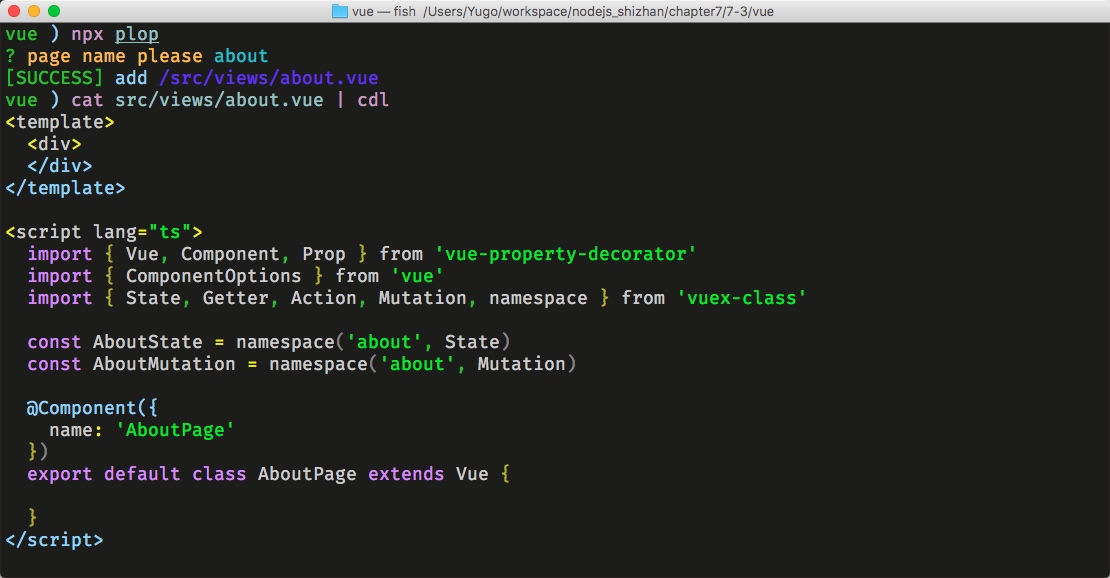 vue — fish /Users/Yugo/workspace/nodejs_shizhan/chapter7/7-3/vue
vue ) npx plop
? page name please about
[SUCCESS] add /src/views/about.vue
vue ) cat src/views/about.vue | cdl
<template>
  <div>
  </div>
</template>

<script lang="ts">
  import { Vue, Component, Prop } from 'vue-property-decorator'
  import { ComponentOptions } from 'vue'
  import { State, Getter, Action, Mutation, namespace } from 'vuex-class'

  const AboutState = namespace('about', State)
  const AboutMutation = namespace('about', Mutation)

  @Component({
    name: 'AboutPage'
  })
  export default class AboutPage extends Vue {

  }
</script>